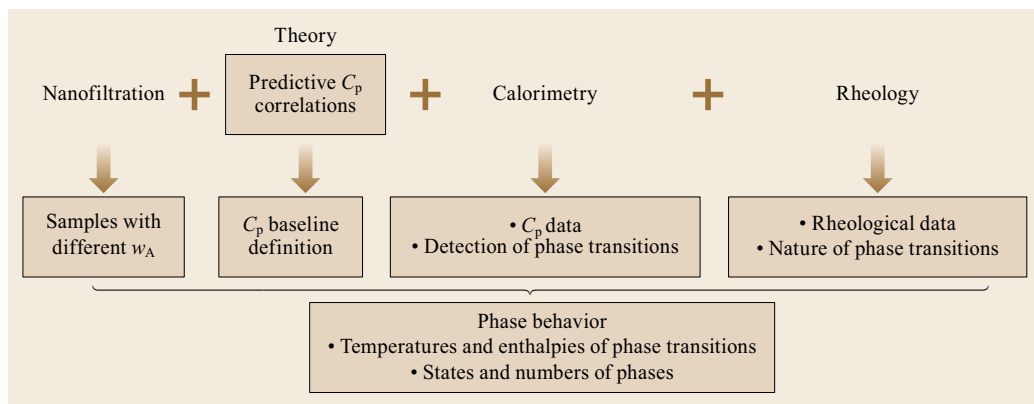 Theory
Nanofiltration + Predictive Cp correlations + Calorimetry + Rheology
Samples with different wA
Cp baseline definition
• Cp data
• Detection of phase transitions
• Rheological data
• Nature of phase transitions
Phase behavior
• Temperatures and enthalpies of phase transitions
• States and numbers of phases